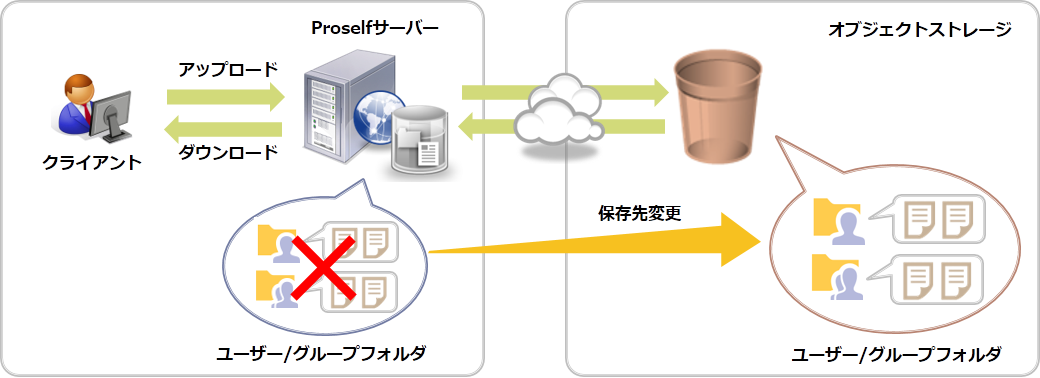 Proselfサーバー
オブジェクトストレージ
アップロード
ダウンロード
クライアント
保存先変更
ユーザー/グループフォルダ
ユーザー/グループフォルダ